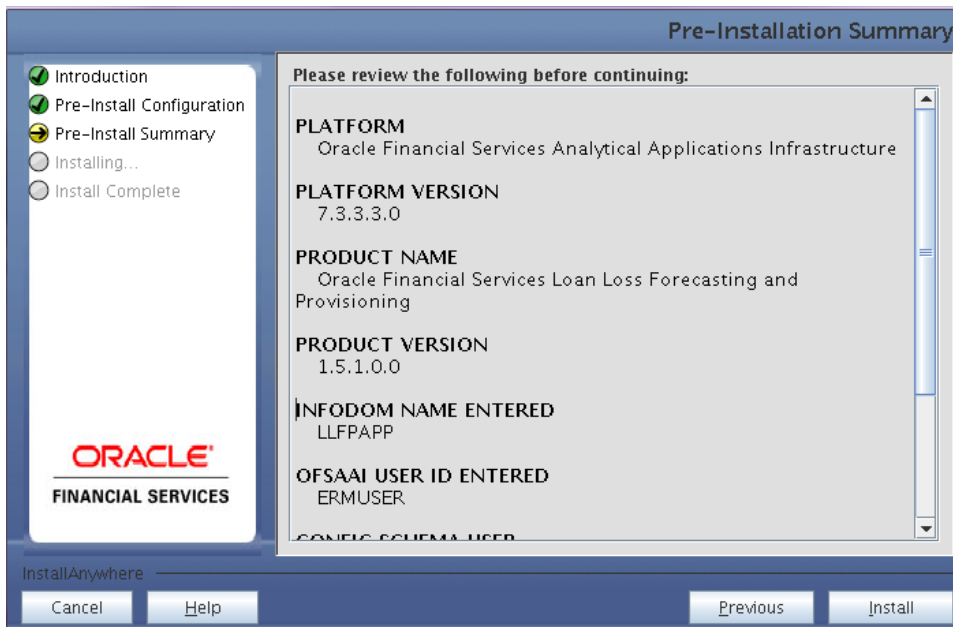 Pre-Installation Summary
Introduction
Pre-Install Configuration
Pre-Install Summary
Installing...
Install Complete
ORACLE
FINANCIAL SERVICES
Please review the following before continuing:
PLATFORM
Oracle Financial Services Analytical Applications Infrastructure
PLATFORM VERSION
7.3.3.3.0
PRODUCT NAME
Oracle Financial Services Loan Loss Forecasting and
Provisioning
PRODUCT VERSION
1.5.1.0.0
INFODOM NAME ENTERED
LLFPAPP
OFSAAI USER ID ENTERED
ERMUSER
CONFIG SCHEMA USER
InstallAnywhere
Cancel
Help
Previous
Install